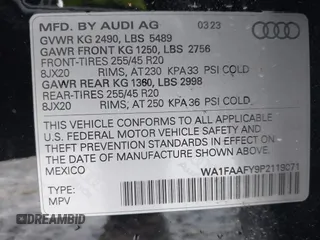 MFD. BY AUDI AG 0323
GVWR KG 2490, LBS 5489
GAWR FRONT KG 1250, LBS 2756
FRONT-TIRES 255/45 R20
8JX20 RIMS, AT 230 KPA 33 PSI COLD
GAWR REAR KG 1360, LBS 2998
REAR-TIRES 255/45 R20
8JX20 RIMS, AT 250 KPA 36 PSI COLD
THIS VEHICLE CONFORMS TO ALL APPLICABLE
U.S. FEDERAL MOTOR VEHICLE SAFETY AND
THEFT PREVENTION STANDARDS IN EFFECT ON
THE DATE OF MANUFACTURE SHOWN ABOVE.
MEXICO WA1FAAFY9P2119071
TYPE:
MPV
DREAMBID